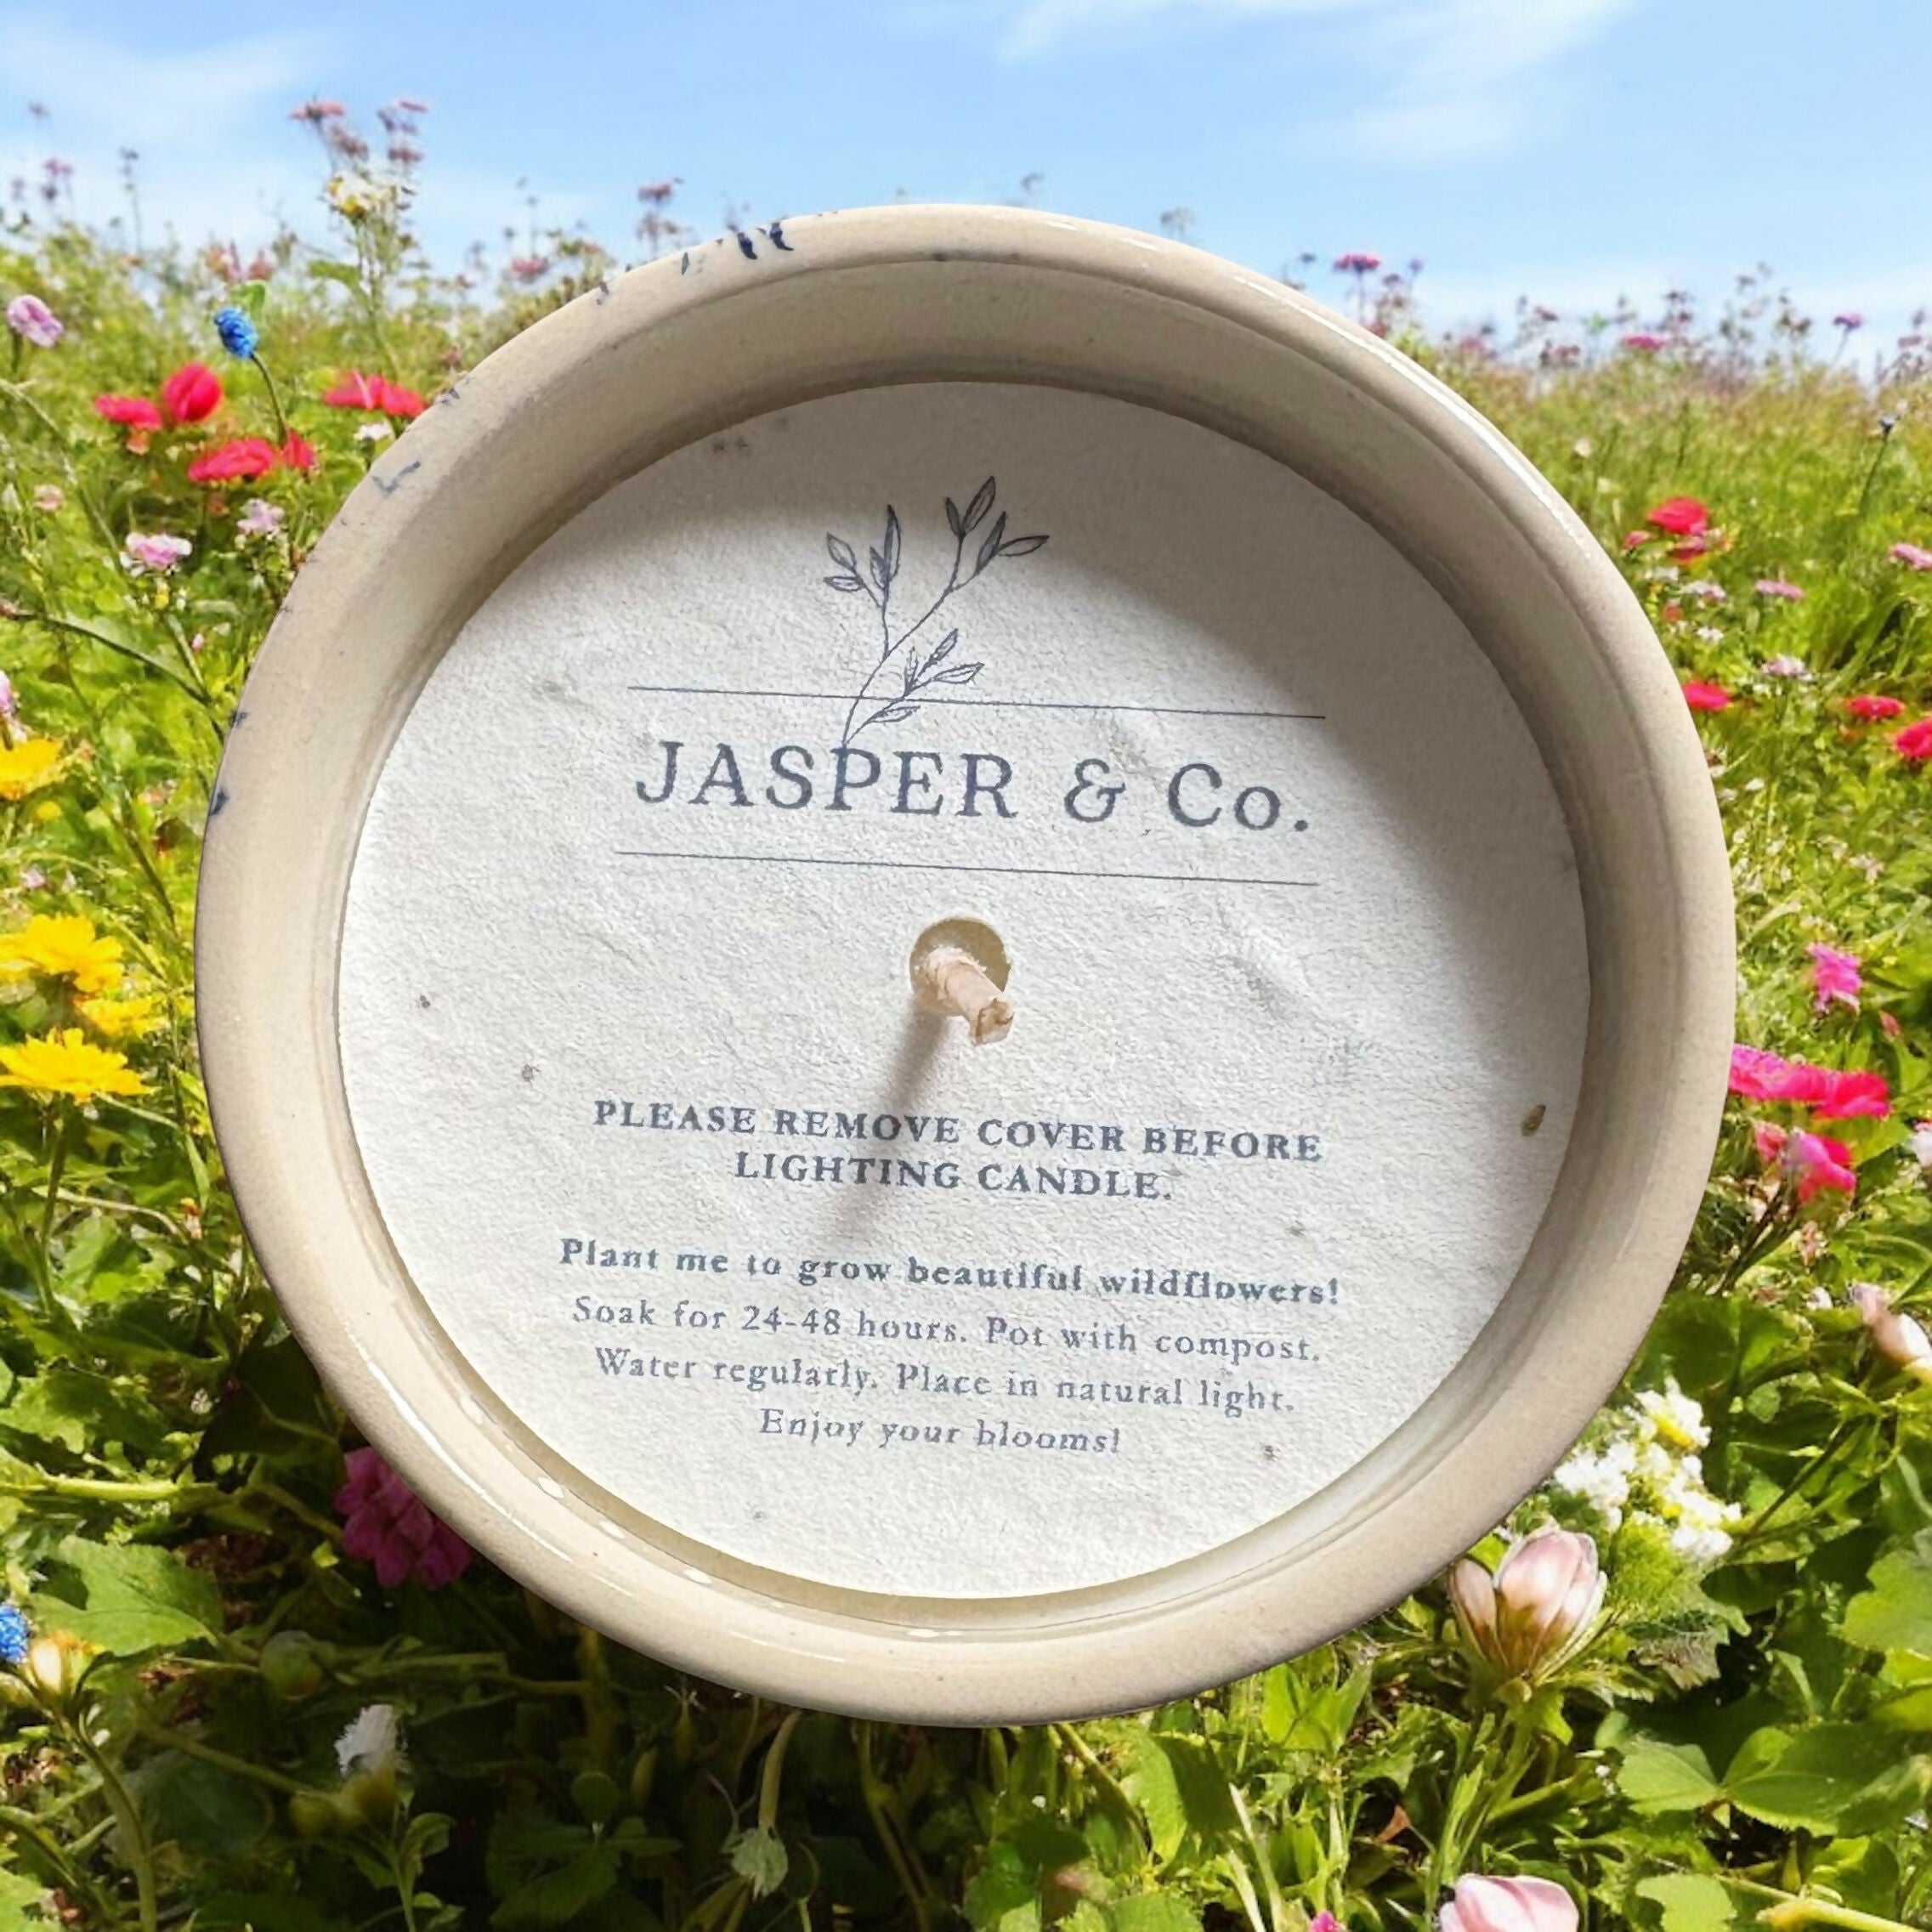 JASPER & Co.
PLEASE REMOVE COVER BEFORE
LIGHTING CANDLE.
Plant me to grow beautiful wildflowers!
Soak for 24-48 hours. Pot with compost.
Water regularly. Place in natural light.
Enjoy your blooms!